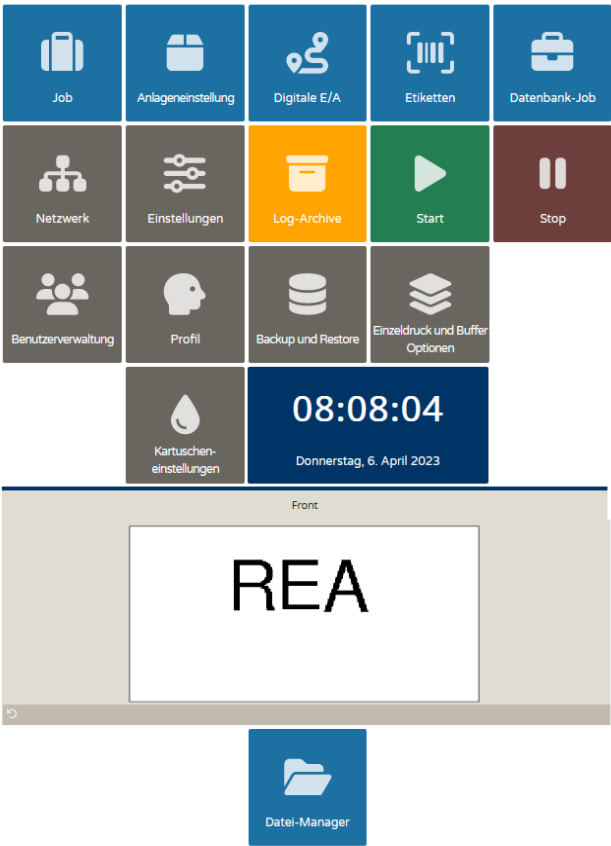 Job
Anlageneinstellung
Digitale E/A
Etiketten
Datenbank-Job
Netzwerk
Einstellungen
Log-Archive
Start
Stop
Benutzerverwaltung
Profil
Backup und Restore
Einzeldruck und Buffer
Optionen
Kartuschen-
einstellungen
08:08:04
Donnerstag, 6. April 2023
Front
REA
Datei-Manager